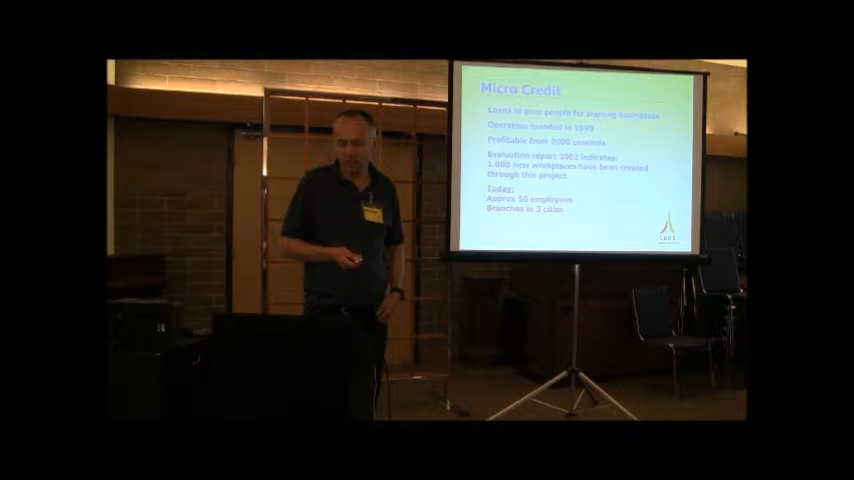 Micro Credit
Loans to poor people for starting businesses
Operation founded in 1999
Profitable from 2000 onwards
Evaluation report 2002 indicates:
1.000 new workplaces have been created
through this project
Today:
Approx 50 employees
Branches in 3 cities